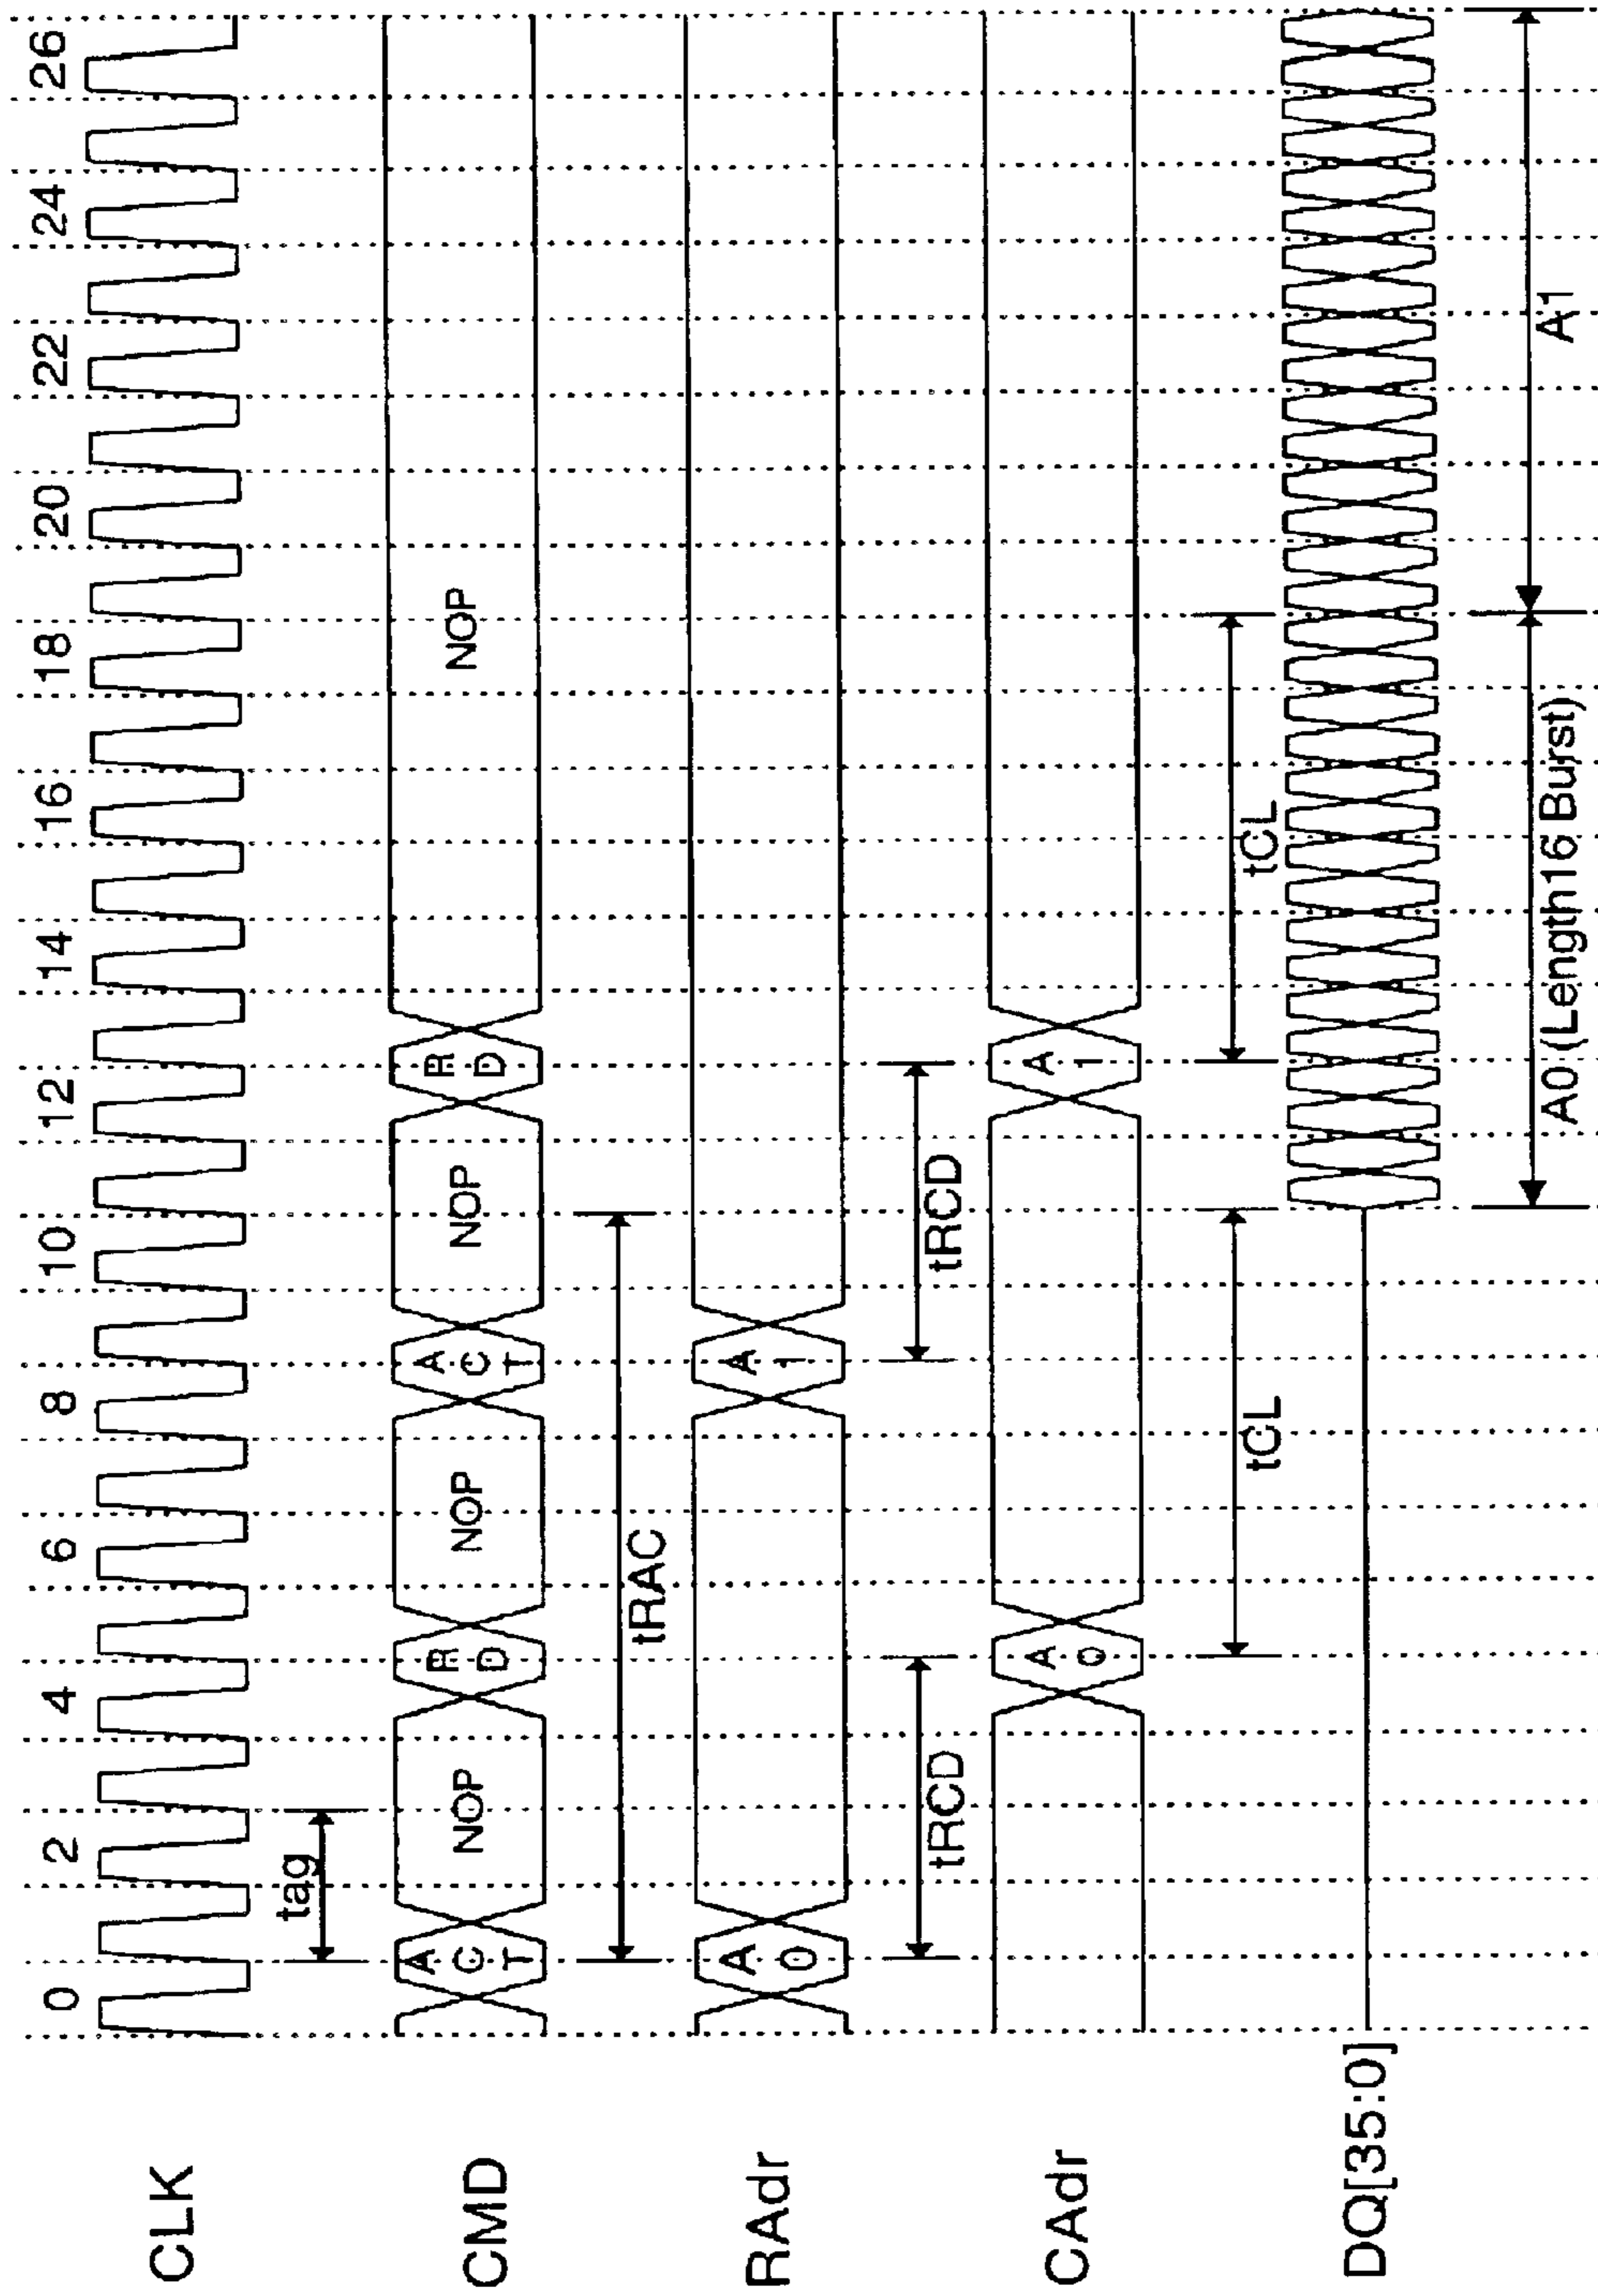 0 2 4 6 8 10 12 14 16 18 20 22 24 26
CLK
tag
CMD ACT NOP RD NOP ACT NOP RD NOP
tRAC
RAdr A0 A1
tRCD tRCD
CAdr A0 A1
tCL tCL
DQ[35:0]
A0 (Length16 Burst) A1